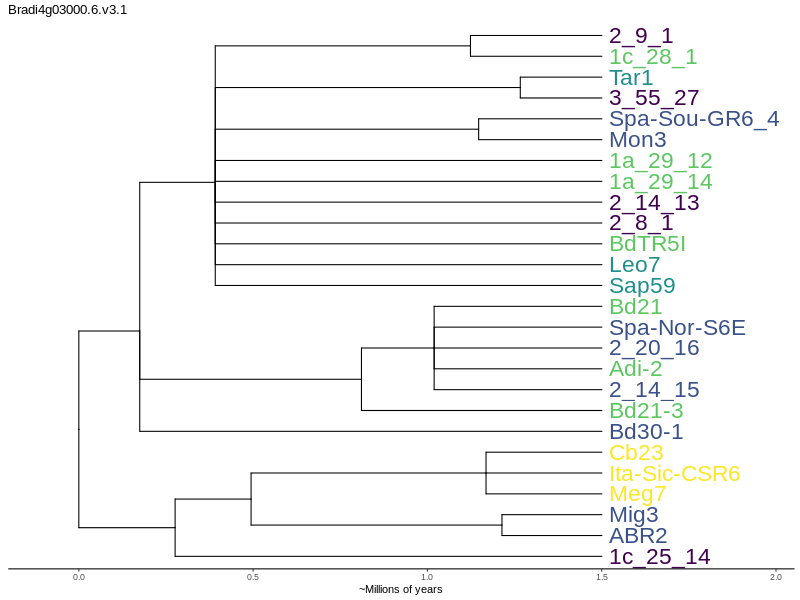 Bradi4g03000.6.v3.1
2_9_1
1c_28_1
Tar1
3_55_27
Spa-Sou-GR6_4
Mon3
1a_29_12
1a_29_14
2_14_13
2_8_1
BdTR5I
Leo7
Sap59
Bd21
Spa-Nor-S6E
2_20_16
Adi-2
2_14_15
Bd21-3
Bd30-1
Cb23
Ita-Sic-CSR6
Meg7
Mig3
ABR2
1c_25_14
0.0 0.5 1.0 1.5 2.0
~Millions of years